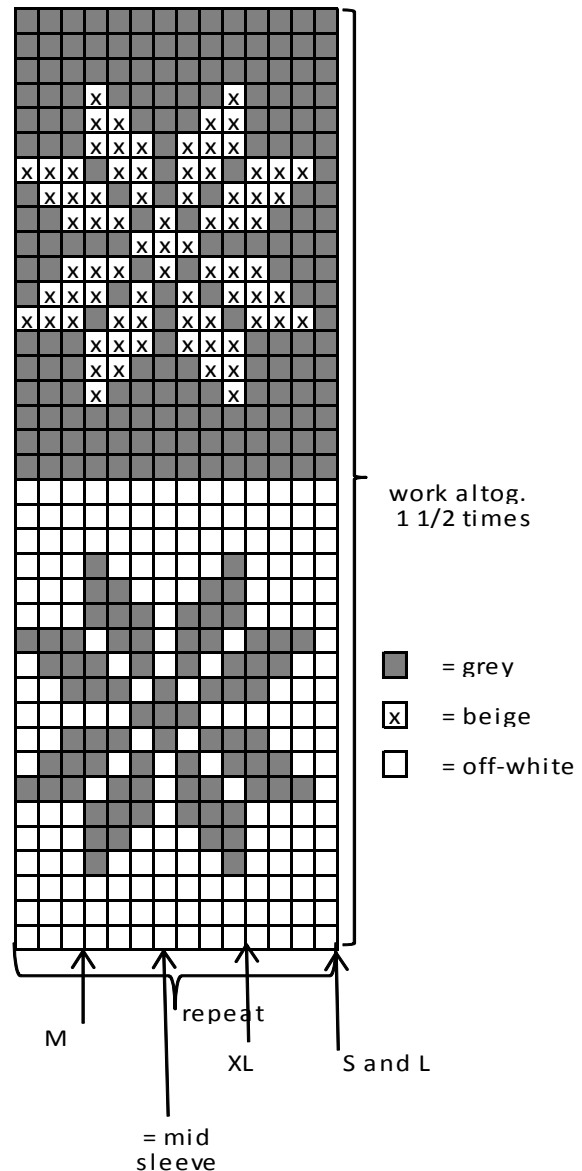 work altog.
1 1/2 times
= grey
x = beige
= off-white
repeat
M
XL
S and L
= mid
sleeve